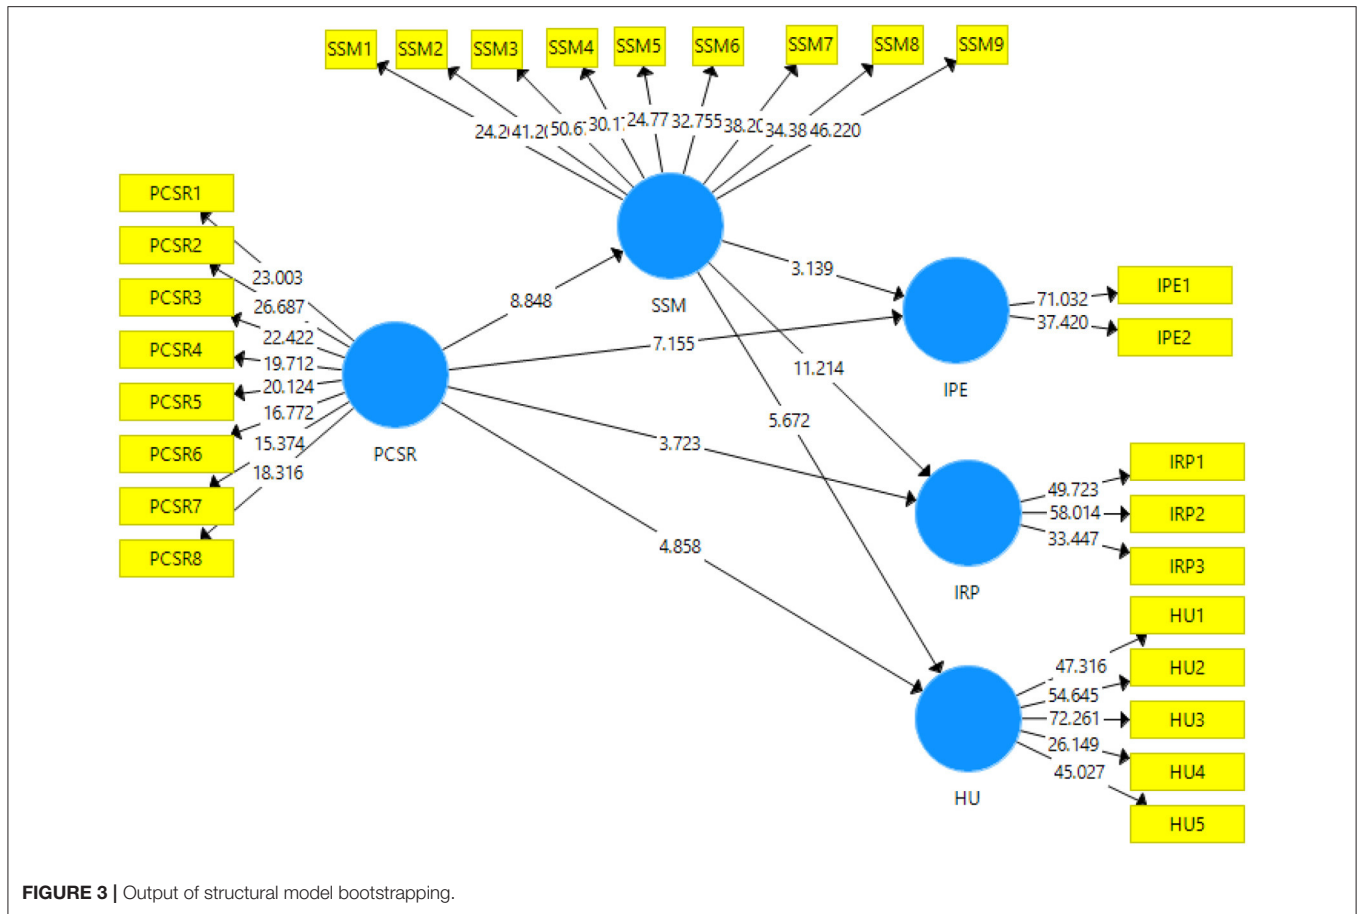 SSM1 SSM2 SSM3 SSM4 SSM5 SSM6 SSM7 SSM8 SSM9
32.755 46.220
PCSR1
PCSR2
PCSR3
PCSR4
PCSR5
PCSR6
PCSR7
PCSR8
23.003
26.687
22.422
19.712
20.124
16.772
15.374
18.316
PCSR
8.848
SSM
3.139
7.155
11.214
5.672
3.723
4.858
IPE
71.032
37.420
IPE1
IPE2
IRP
49.723
58.014
33.447
IRP1
IRP2
IRP3
HU
47.316
54.645
72.261
26.149
45.027
HU1
HU2
HU3
HU4
HU5
FIGURE 3 | Output of structural model bootstrapping.